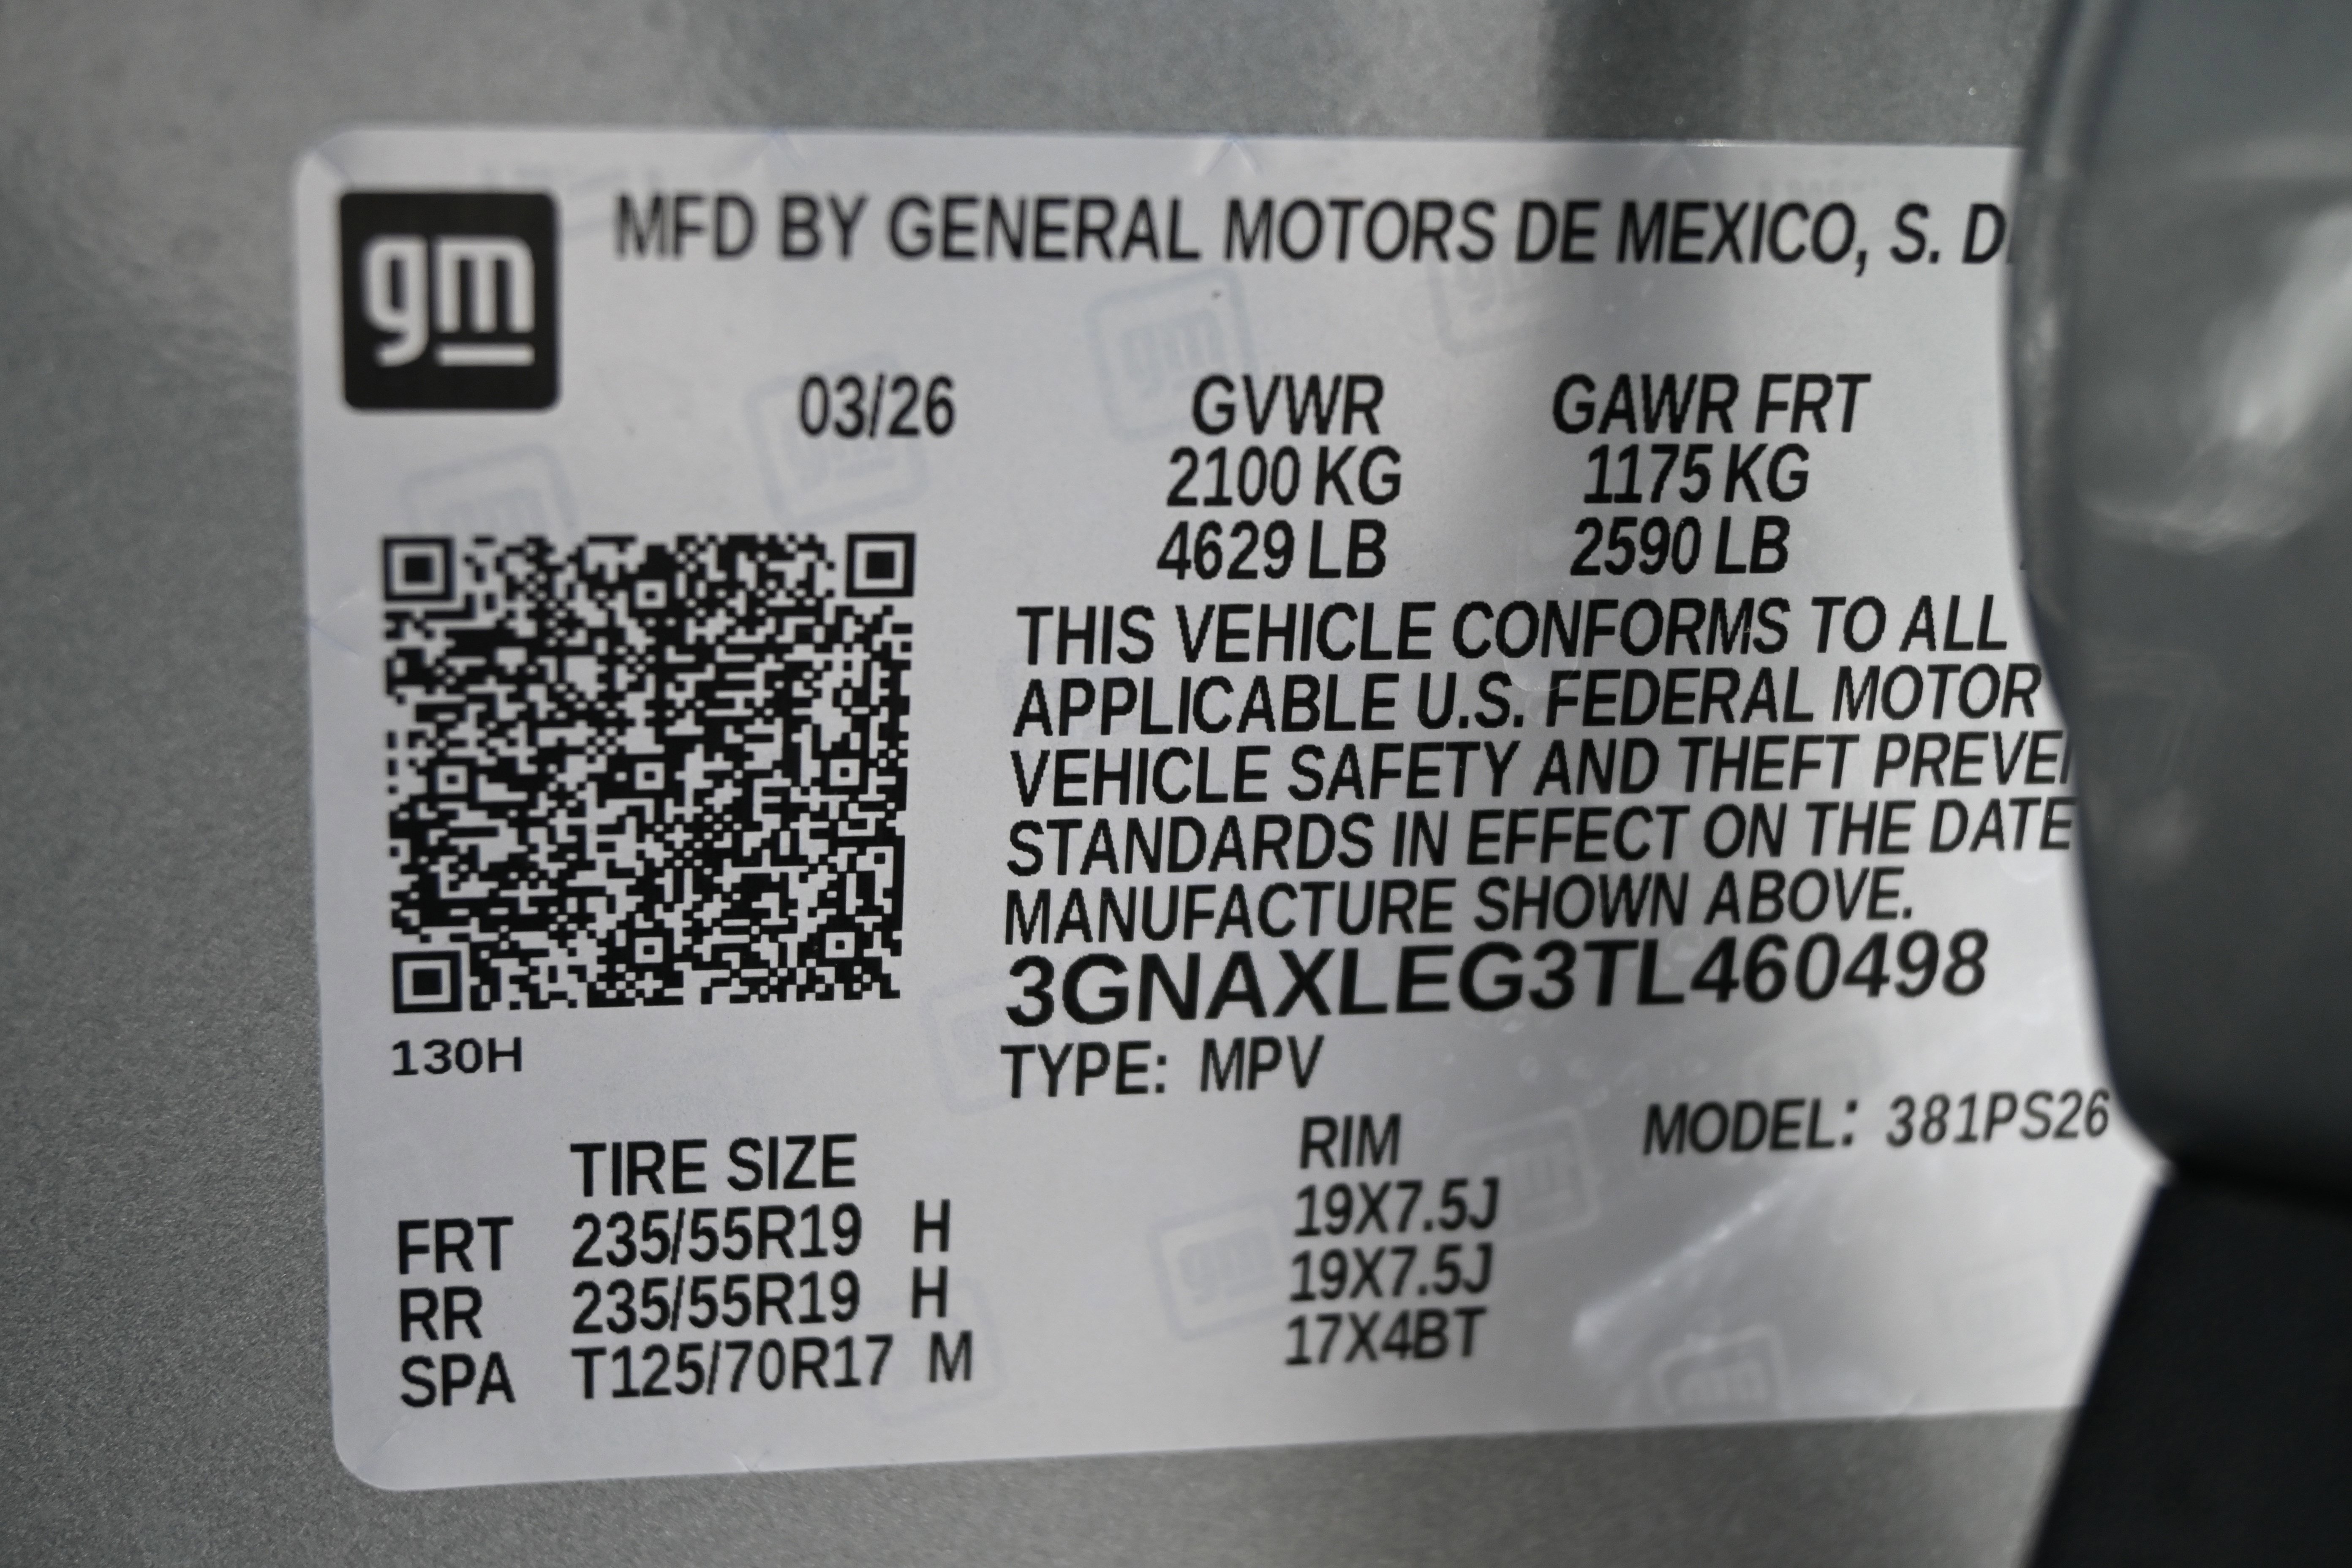 gm
MFD BY GENERAL MOTORS DE MEXICO, S.
03/26 GVWR GAWR FRT
2100 KG 1175 KG
4629 LB 2590 LB
THIS VEHICLE CONFORMS TO ALL
APPLICABLE U.S. FEDERAL MOTOR
VEHICLE SAFETY AND THEFT
STANDARDS IN EFFECT ON THE DATE
MANUFACTURE SHOWN ABOVE.
3GNAXLEG3TL460498
130H
TYPE: MPV
MODEL: 381PS26
TIRE SIZE RIM
FRT 235/55R19 H 19X7.5J
RR 235/55R19 H 19X7.5J
SPA T125/70R17 M 17X4BT